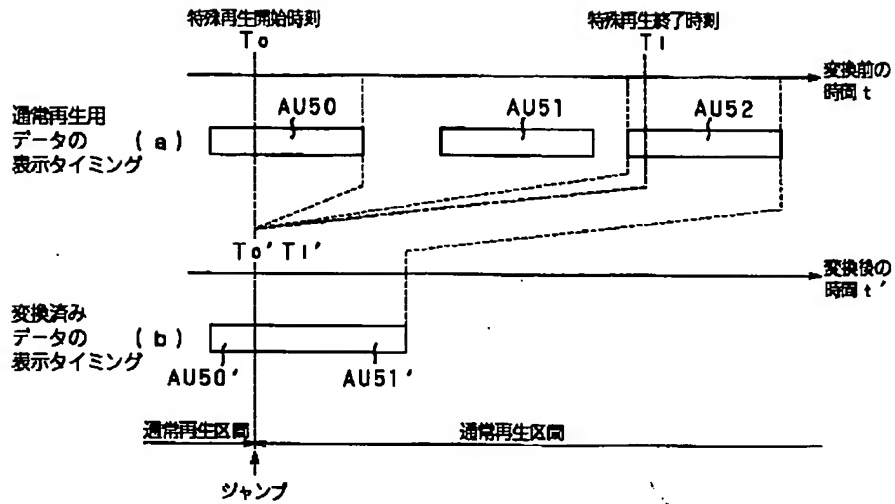 特殊再生開始時刻
To
特殊再生終了時刻
T1
変換前の
時間 t
通常再生用
データの (a)
表示タイミング
AU50
AU51
AU52
To' T1'
変換後の
時間 t'
変換済み
データの (b)
表示タイミング
AU50'
AU51'
通常再生区間
通常再生区間
ジャンプ